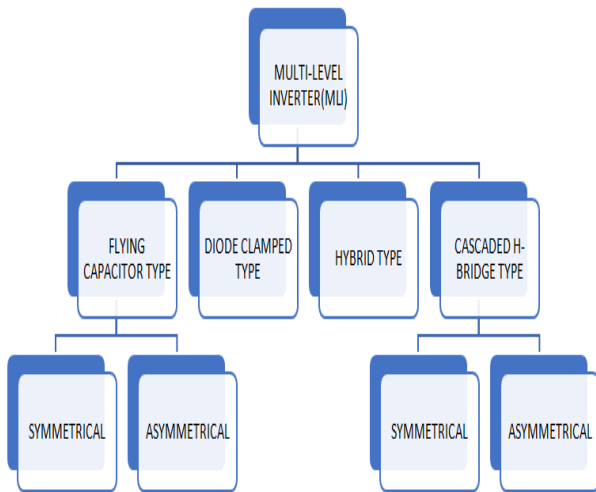 MULTI-LEVEL
INVERTER(MLI)
FLYING
CAPACITOR TYPE
DIODE CLAMPED
TYPE
HYBRID TYPE
CASCADED H-
BRIDGE TYPE
SYMMETRICAL
ASYMMETRICAL
SYMMETRICAL
ASYMMETRICAL